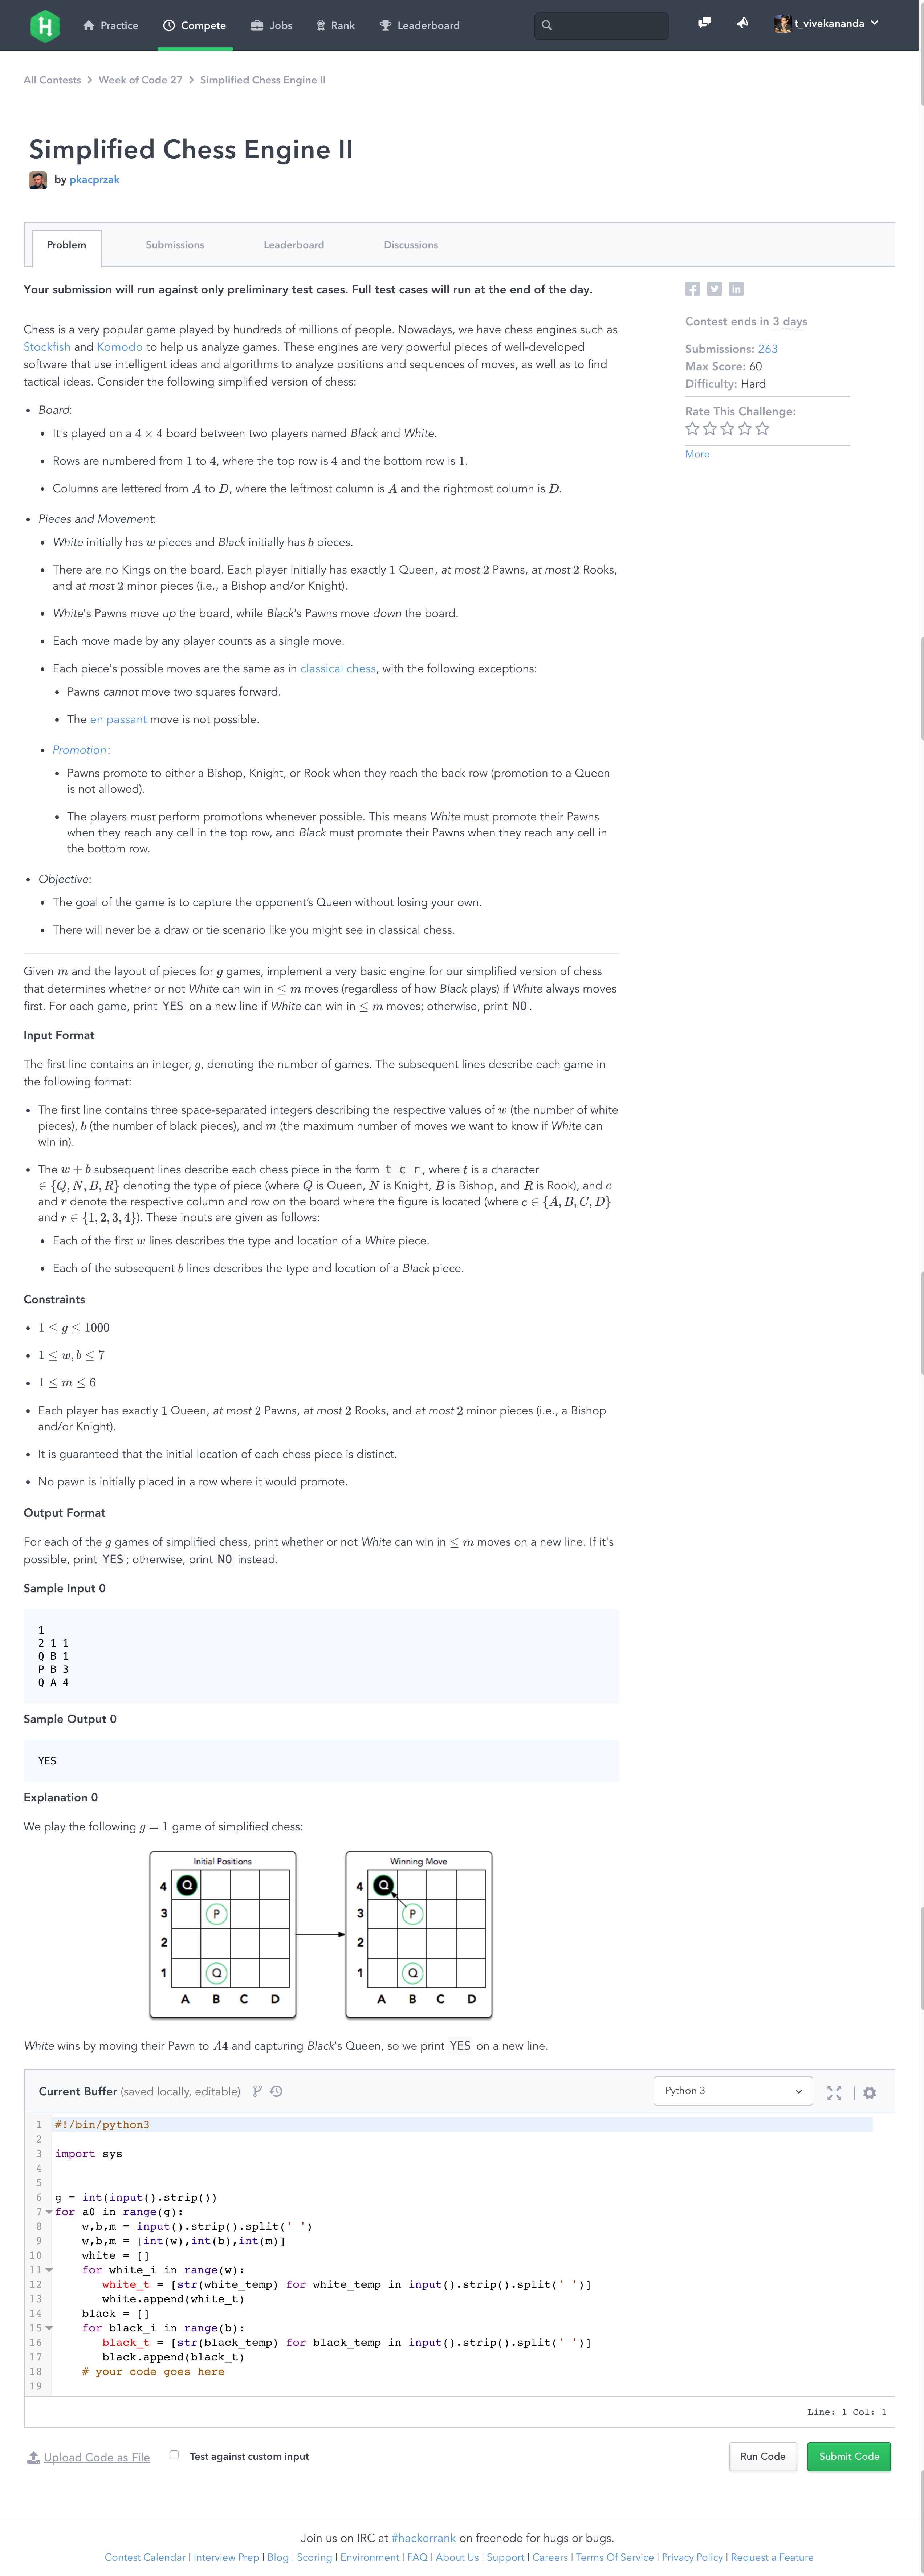 Practice Compete Jobs Rank Leaderboard t_vivekananda
All Contests > Week of Code 27 > Simplified Chess Engine II
Simplified Chess Engine II
by pkacprzak
Problem Submissions Leaderboard Discussions
Your submission will run against only preliminary test cases. Full test cases will run at the end of the day.
Chess is a very popular game played by hundreds of millions of people. Nowadays, we have chess engines such as
Stockfish and Komodo to help us analyze games. These engines are very powerful pieces of well-developed
software that use intelligent ideas and algorithms to analyze positions and sequences of moves, as well as to find
tactical ideas. Consider the following simplified version of chess:
• Board:
• It's played on a 4 × 4 board between two players named Black and White.
• Rows are numbered from 1 to 4, where the top row is 4 and the bottom row is 1.
• Columns are lettered from A to D, where the leftmost column is A and the rightmost column is D.
• Pieces and Movement:
• White initially has w pieces and Black initially has b pieces.
• There are no Kings on the board. Each player initially has exactly 1 Queen, at most 2 Pawns, at most 2 Rooks,
and at most 2 minor pieces (i.e., a Bishop and/or Knight).
• White's Pawns move up the board, while Black's Pawns move down the board.
• Each move made by any player counts as a single move.
• Each piece's possible moves are the same as in classical chess, with the following exceptions:
• Pawns cannot move two squares forward.
• The en passant move is not possible.
• Promotion:
• Pawns promote to either a Bishop, Knight, or Rook when they reach the back row (promotion to a Queen
is not allowed).
• The players must perform promotions whenever possible. This means White must promote their Pawns
when they reach any cell in the top row, and Black must promote their Pawns when they reach any cell in
the bottom row.
• Objective:
• The goal of the game is to capture the opponent's Queen without losing your own.
• There will never be a draw or tie scenario like you might see in classical chess.
Given m and the layout of pieces for g games, implement a very basic engine for our simplified version of chess
that determines whether or not White can win in ≤ m moves (regardless of how Black plays) if White always moves
first. For each game, print YES on a new line if White can win in ≤ m moves; otherwise, print NO.
Input Format
The first line contains an integer, g, denoting the number of games. The subsequent lines describe each game in
the following format:
• The first line contains three space-separated integers describing the respective values of w (the number of white
pieces), b (the number of black pieces), and m (the maximum number of moves we want to know if White can
win in).
• The w + b subsequent lines describe each chess piece in the form t c r, where t is a character
∈ {Q, N, B, R} denoting the type of piece (where Q is Queen, N is Knight, B is Bishop, and R is Rook), and c
and r denote the respective column and row on the board where the figure is located (where c ∈ {A, B, C, D}
and r ∈ {1, 2, 3, 4}). These inputs are given as follows:
• Each of the first w lines describes the type and location of a White piece.
• Each of the subsequent b lines describes the type and location of a Black piece.
Constraints
• 1 ≤ g ≤ 1000
• 1 ≤ w, b ≤ 7
• 1 ≤ m ≤ 6
• Each player has exactly 1 Queen, at most 2 Pawns, at most 2 Rooks, and at most 2 minor pieces (i.e., a Bishop
and/or Knight).
• It is guaranteed that the initial location of each chess piece is distinct.
• No pawn is initially placed in a row where it would promote.
Output Format
For each of the g games of simplified chess, print whether or not White can win in ≤ m moves on a new line. If it's
possible, print YES; otherwise, print NO instead.
Sample Input 0
1
2 1 1
Q B 1
P B 3
Q A 4
Sample Output 0
YES
Explanation 0
We play the following g = 1 game of simplified chess:
Initial Positions Winning Move
4 Q 4 Q
3 P 3 P
2 2
1 Q 1 Q
A B C D A B C D
White wins by moving their Pawn to A4 and capturing Black's Queen, so we print YES on a new line.
Contest ends in 3 days
Submissions: 263
Max Score: 60
Difficulty: Hard
Rate This Challenge:
More
Current Buffer (saved locally, editable) Python 3
1 #!/bin/python3
2
3 import sys
4
5
6 g = int(input().strip())
7 for a0 in range(g):
8 w,b,m = input().strip().split(' ')
9 w,b,m = [int(w),int(b),int(m)]
10 white = []
11 for white_i in range(w):
12 white_t = [str(white_temp) for white_temp in input().strip().split(' ')]
13 white.append(white_t)
14 black = []
15 for black_i in range(b):
16 black_t = [str(black_temp) for black_temp in input().strip().split(' ')]
17 black.append(black_t)
18 # your code goes here
19
Line: 1 Col: 1
Upload Code as File Test against custom input Run Code Submit Code
Join us on IRC at #hackerrank on freenode for hugs or bugs.
Contest Calendar | Interview Prep | Blog | Scoring | Environment | FAQ | About Us | Support | Careers | Terms Of Service | Privacy Policy | Request a Feature